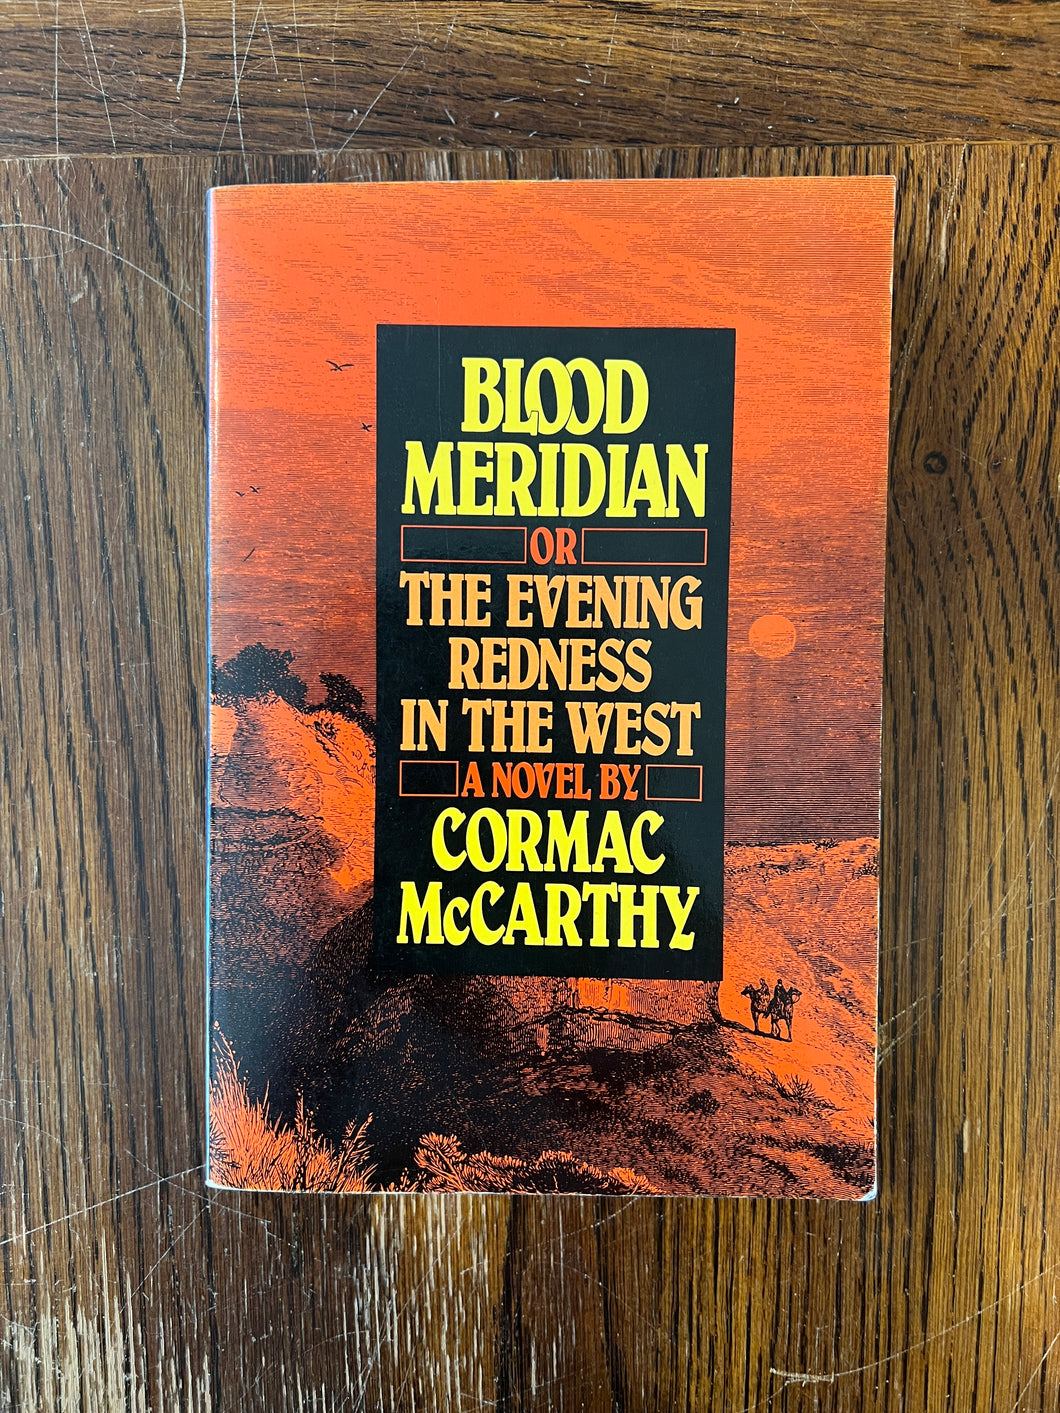 BLOOD
MERIDIAN
OR
THE EVENING
REDNESS
IN THE WEST
A NOVEL BY
CORMAC
McCARTHY